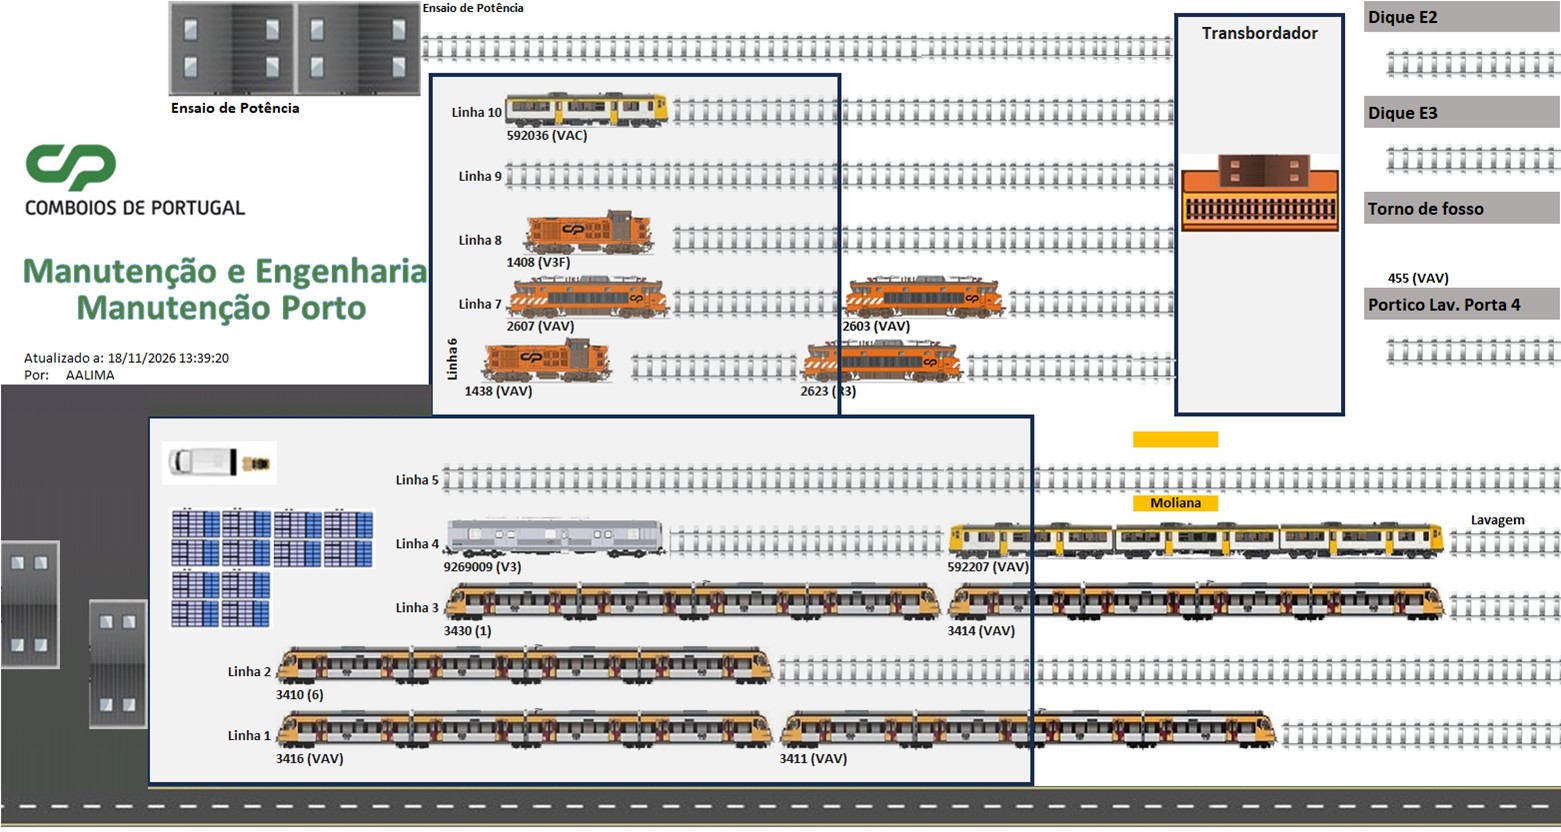 Ensaio de Potência
Ensaio de Potência
CP
COMBOIOS DE PORTUGAL
Manutenção e Engenharia
Manutenção Porto
Atualizado a: 18/11/2026 13:39:20
Por: AALIMA
Transbordador
Dique E2
Dique E3
Torno de fosso
455 (VAV)
Portico Lav. Porta 4
Linha 10
592036 (VAC)
Linha 9
Linha 8
1408 (V3F)
Linha 7
2607 (VAV)
2603 (VAV)
Linha 6
1438 (VAV)
2623 (R3)
Linha 5
Moliana
Lavagem
Linha 4
9269009 (V3)
592207 (VAV)
Linha 3
3430 (1)
3414 (VAV)
Linha 2
3410 (6)
Linha 1
3416 (VAV)
3411 (VAV)